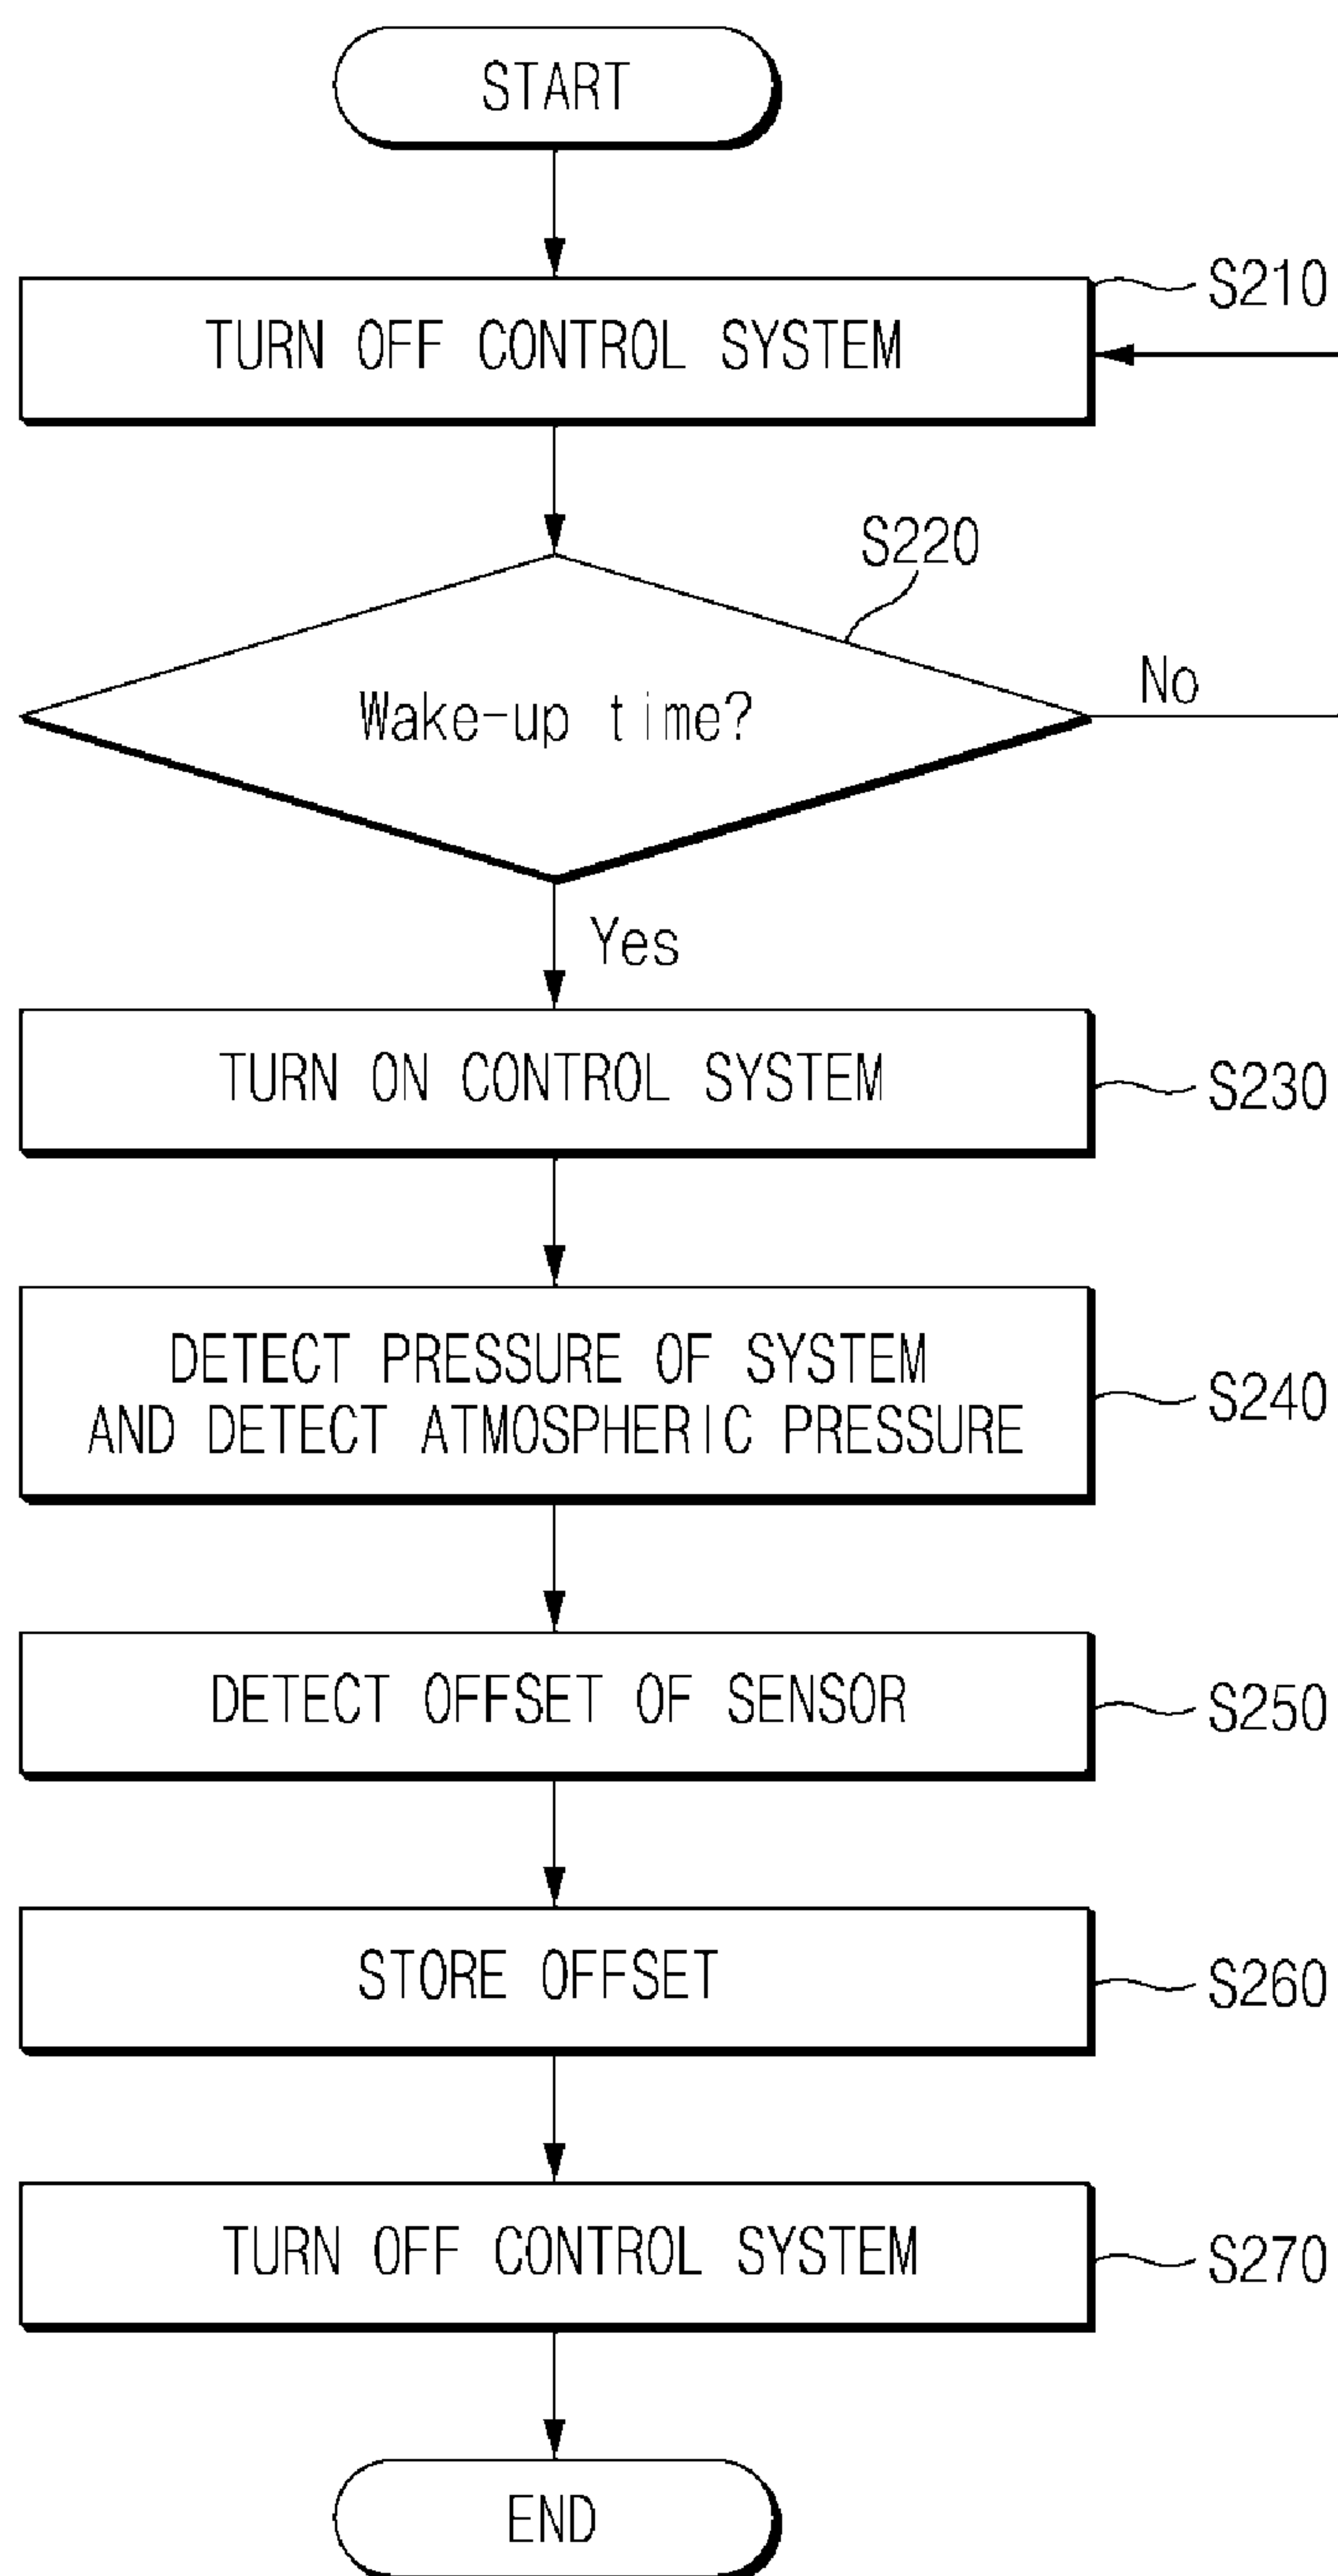 START
TURN OFF CONTROL SYSTEM
S210
S220
Wake-up time?
No
Yes
TURN ON CONTROL SYSTEM
S230
DETECT PRESSURE OF SYSTEM
AND DETECT ATMOSPHERIC PRESSURE
S240
DETECT OFFSET OF SENSOR
S250
STORE OFFSET
S260
TURN OFF CONTROL SYSTEM
S270
END